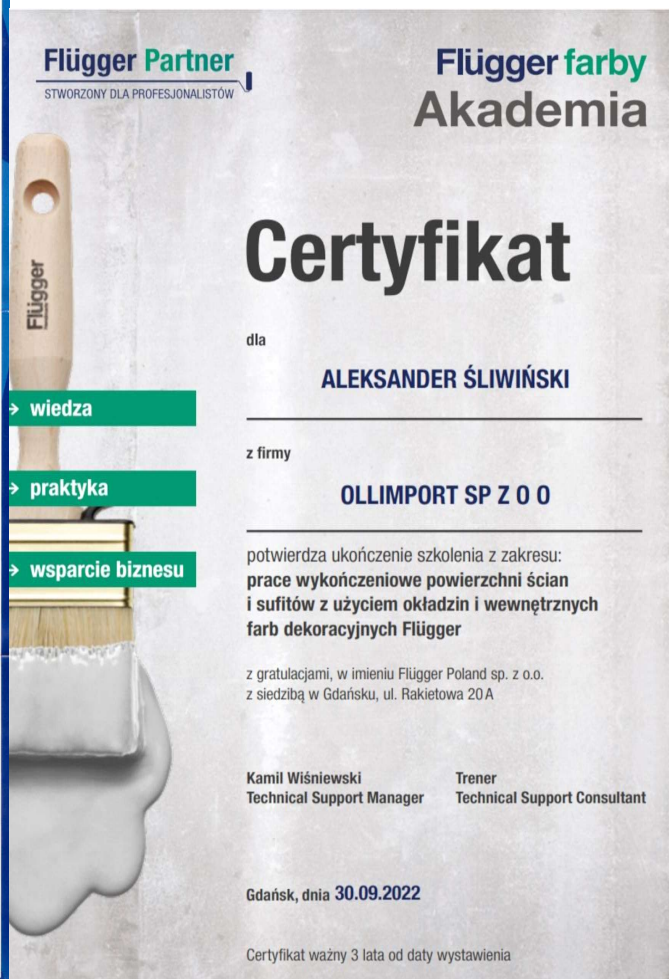 Flügger Partner
STWORZONY DLA PROFESJONALISTÓW
Flügger farby
Akademia
Flügger
Certyfikat
dla
ALEKSANDER ŚLIWIŃSKI
→ wiedza
z firmy
→ praktyka
OLLIMPORT SP Z O O
→ wsparcie biznesu
potwierdza ukończenie szkolenia z zakresu:
prace wykończeniowe powierzchni ścian
i sufitów z użyciem okładzin i wewnętrznych
farb dekoracyjnych Flügger
z gratulacjami, w imieniu Flügger Poland sp. z o.o.
z siedzibą w Gdańsku, ul. Rakietowa 20 A
Kamil Wiśniewski
Technical Support Manager
Trener
Technical Support Consultant
Gdańsk, dnia 30.09.2022
Certyfikat ważny 3 lata od daty wystawienia